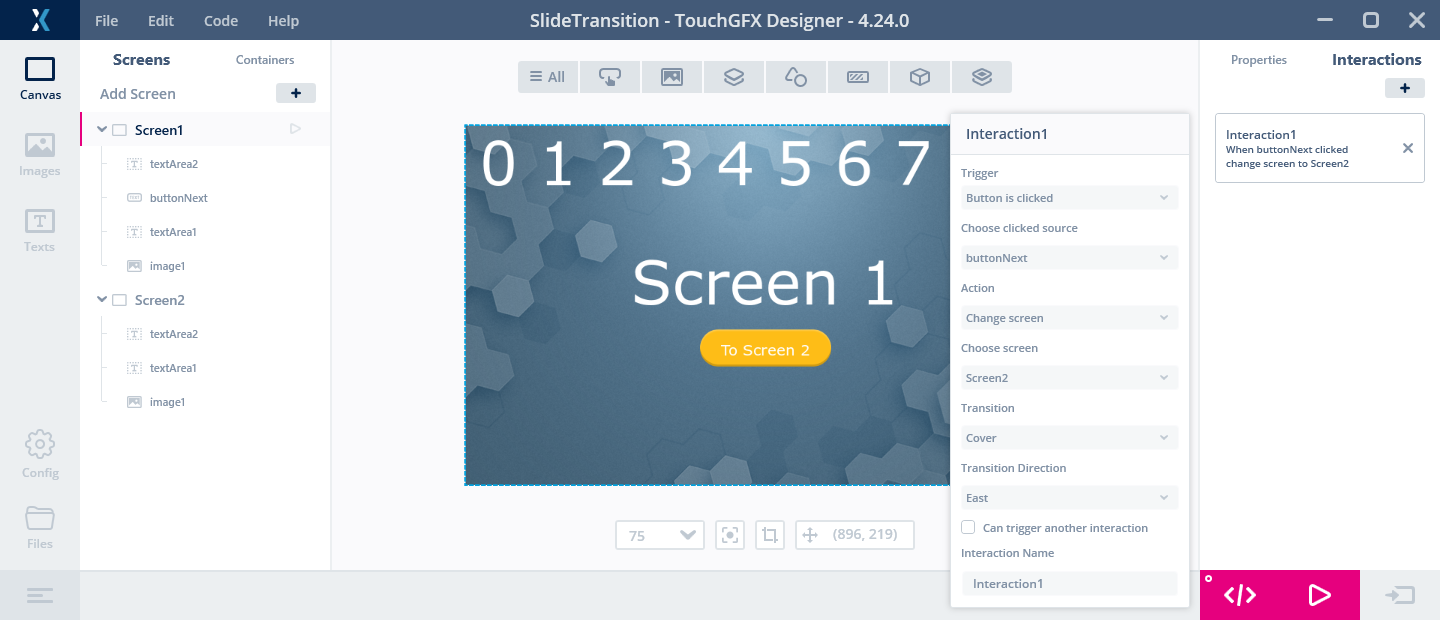 File Edit Code Help
SlideTransition - TouchGFX Designer - 4.24.0
Canvas
Images
Texts
Config
Files
Screens Containers
Add Screen
Screen1
textArea2
buttonNext
textArea1
image1
Screen2
textArea2
textArea1
image1
All
0 1 2 3 4 5 6 7
Screen 1
To Screen 2
75
(896, 219)
Interaction1
Trigger
Button is clicked
Choose clicked source
buttonNext
Action
Change screen
Choose screen
Screen2
Transition
Cover
Transition Direction
East
Can trigger another interaction
Interaction Name
Interaction1
Properties Interactions
Interaction1
When buttonNext clicked
change screen to Screen2